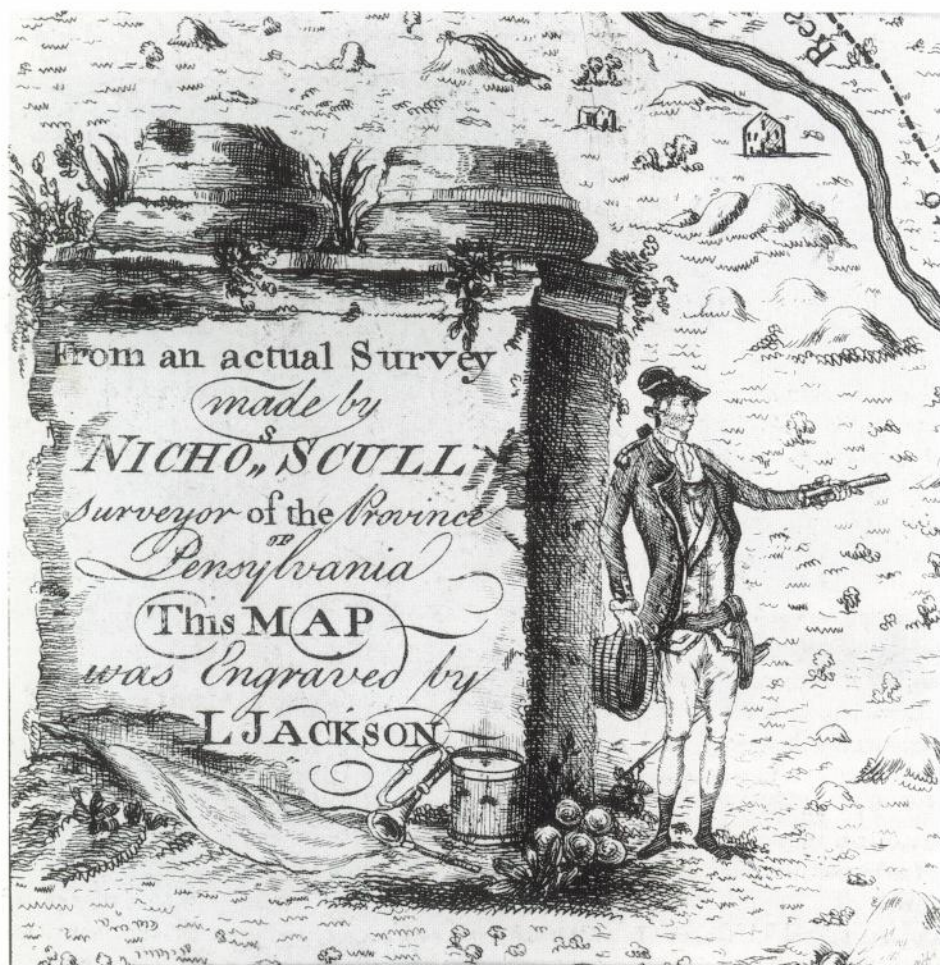 From an actual Survey
made by
NICHO,,ˢ SCULL
surveyor of the Province
OF
Pensylvania
This MAP
was Engraved by
L JACKSON